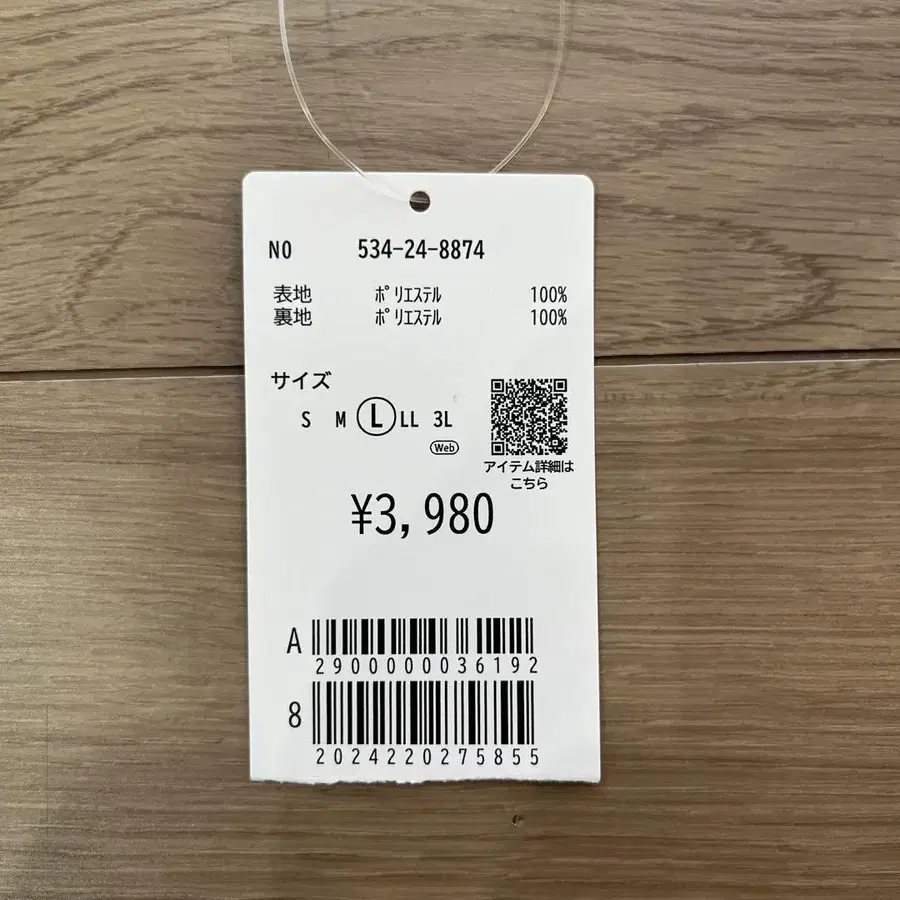 NO 534-24-8874
表地 ポリエステル 100%
裏地 ポリエステル 100%
サイズ
S M L LL 3L
Web
アイテム詳細は
こちら
¥3,980
A
2900000036192
8
2024220275855